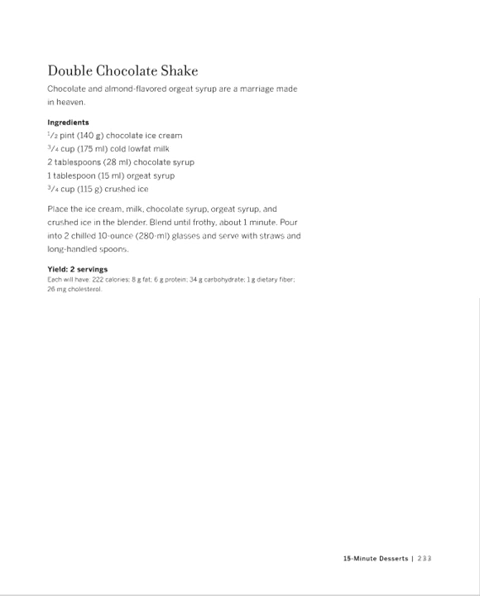 Double Chocolate Shake
Chocolate and almond-flavored orgeat syrup are a marriage made
in heaven.
Ingredients
1/2 pint (140 g) chocolate ice cream
3/4 cup (175 ml) cold lowfat milk
2 tablespoons (28 ml) chocolate syrup
1 tablespoon (15 ml) orgeat syrup
3/4 cup (115 g) crushed ice
Place the ice cream, milk, chocolate syrup, orgeat syrup, and
crushed ice in the blender. Blend until frothy, about 1 minute. Pour
into 2 chilled 10-ounce (280-ml) glasses and serve with straws and
long-handled spoons.
Yield: 2 servings
Each will have: 222 calories; 8 g fat; 6 g protein; 34 g carbohydrate; 1 g dietary fiber;
26 mg cholesterol.
15-Minute Desserts | 233